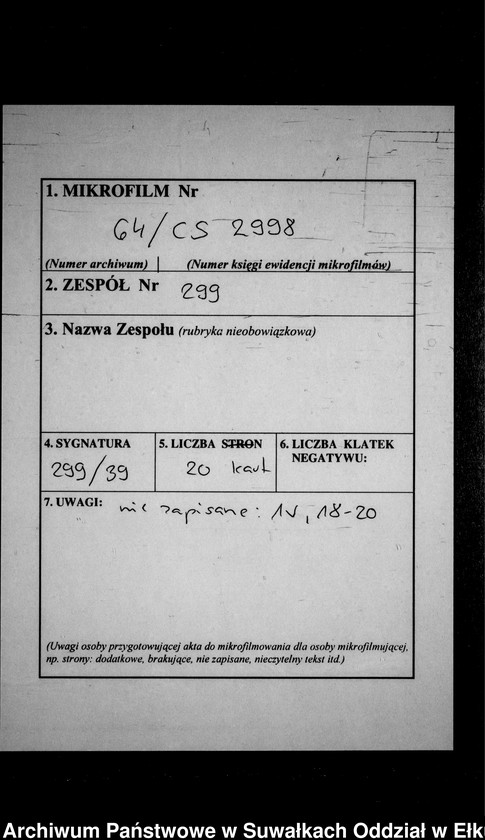 1. MIKROFILM Nr
64/CS 2998
(Numer archiwum) (Numer księgi ewidencji mikrofilmów)
2. ZESPÓŁ Nr 299
3. Nazwa Zespołu (rubryka nieobowiązkowa)
4. SYGNATURA
299/39
5. LICZBA STRON
20 kart
6. LICZBA KLATEK
NEGATYWU:
7. UWAGI: nie zapisane: 1v, 18-20
(Uwagi osoby przygotowującej akta do mikrofilmowania dla osoby mikrofilmującej,
np. strony: dodatkowe, brakujące, nie zapisane, nieczytelny tekst itd.)
Archiwum Państwowe w Suwałkach Oddział w Ełk